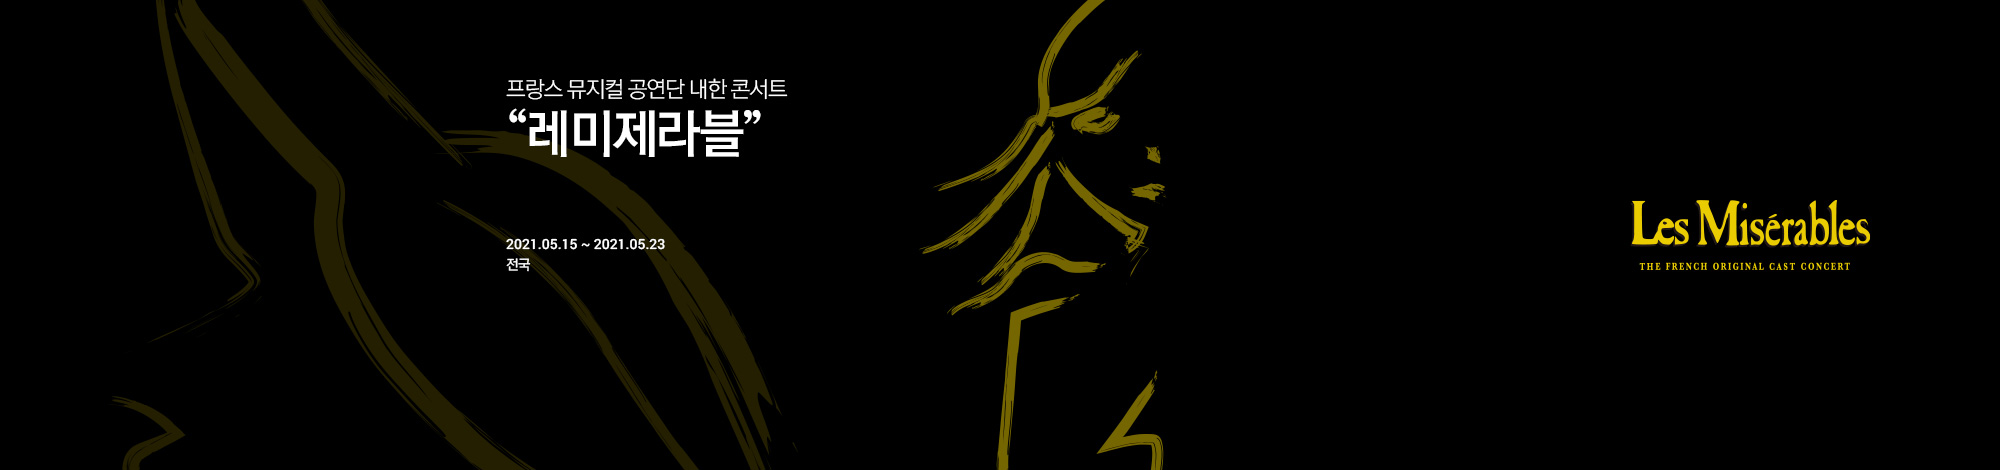 프랑스 뮤지컬 공연단 내한 콘서트
“레미제라블”
2021.05.15 ~ 2021.05.23
전국
Les Misérables
THE FRENCH ORIGINAL CAST CONCERT